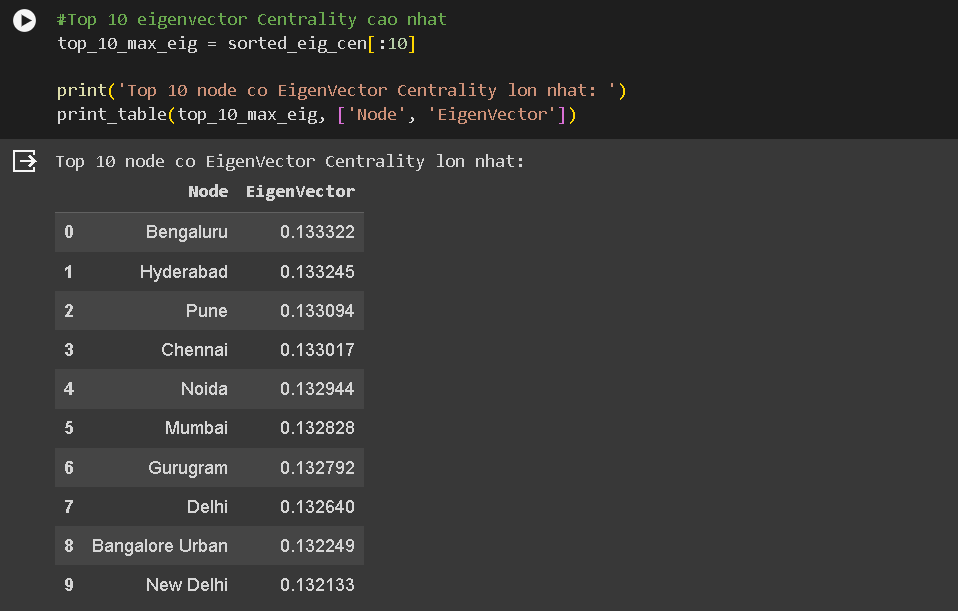 #Top 10 eigenvector Centrality cao nhat
top_10_max_eig = sorted_eig_cen[:10]
print('Top 10 node co EigenVector Centrality lon nhat: ')
print_table(top_10_max_eig, ['Node', 'EigenVector'])
Top 10 node co EigenVector Centrality lon nhat:
Node EigenVector
0 Bengaluru 0.133322
1 Hyderabad 0.133245
2 Pune 0.133094
3 Chennai 0.133017
4 Noida 0.132944
5 Mumbai 0.132828
6 Gurugram 0.132792
7 Delhi 0.132640
8 Bangalore Urban 0.132249
9 New Delhi 0.132133